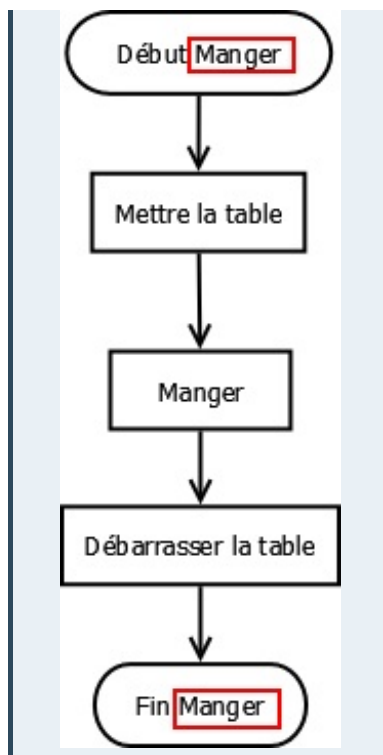 Début Manger
Mettre la table
Manger
Débarrasser la table
Fin Manger